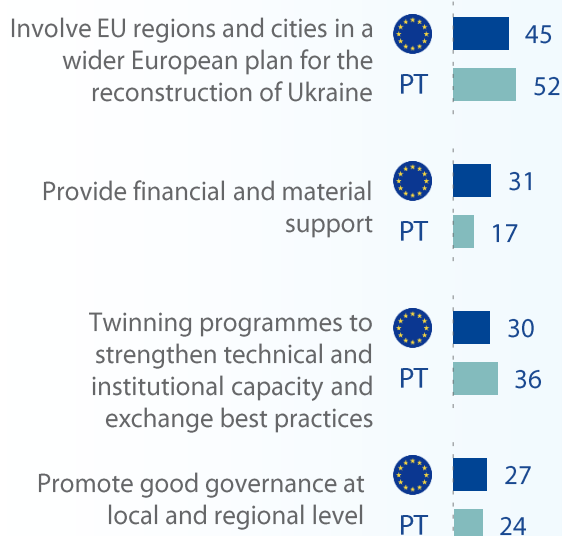 Involve EU regions and cities in a
wider European plan for the
reconstruction of Ukraine
45
PT
52
Provide financial and material
support
31
PT
17
Twinning programmes to
strengthen technical and
institutional capacity and
exchange best practices
30
PT
36
Promote good governance at
local and regional level
27
PT
24